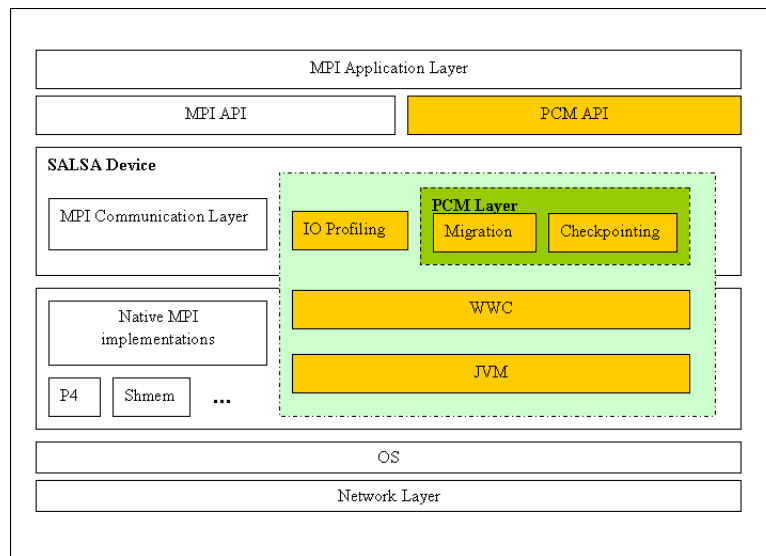 MPI Application Layer
MPI API
PCM API
SALSA Device
MPI Communication Layer
IO Profiling
PCM Layer
Migration
Checkpointing
WWC
Native MPI
implementations
JVM
P4
Shmem
...
OS
Network Layer